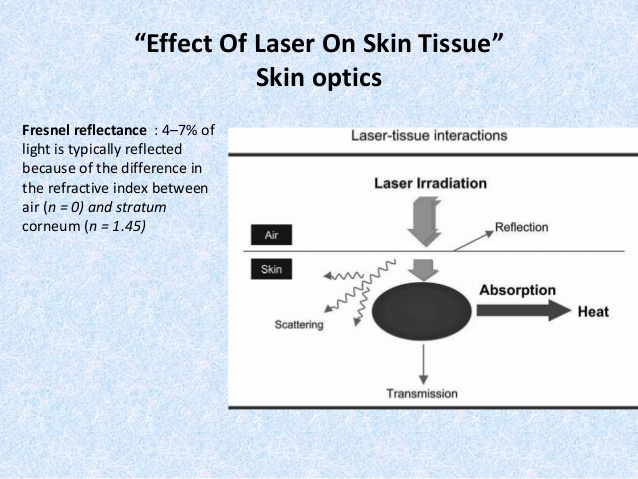 “Effect Of Laser On Skin Tissue”
Skin optics
Fresnel reflectance : 4–7% of
light is typically reflected
because of the difference in
the refractive index between
air (n = 0) and stratum
corneum (n = 1.45)
Laser-tissue interactions
Laser Irradiation
Reflection
Air
Skin
Absorption
Heat
Scattering
Transmission